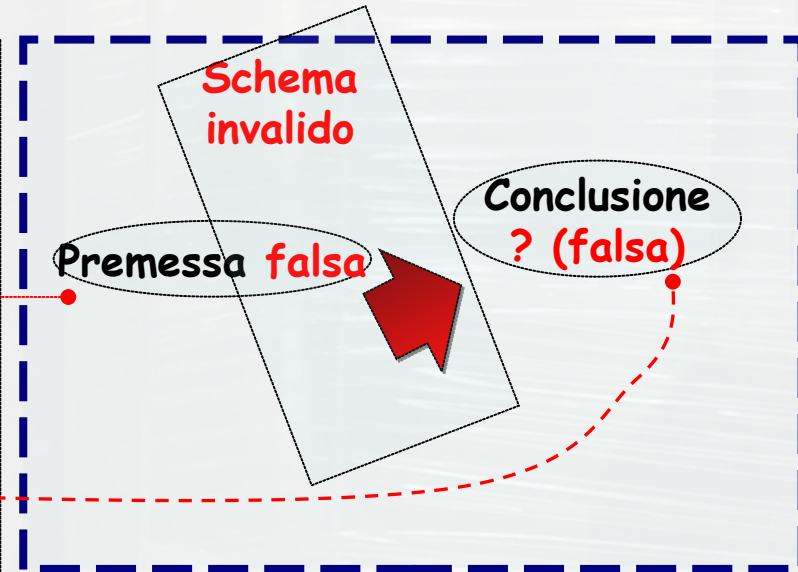 Schema
invalido
Premessa falsa
Conclusione
? (falsa)